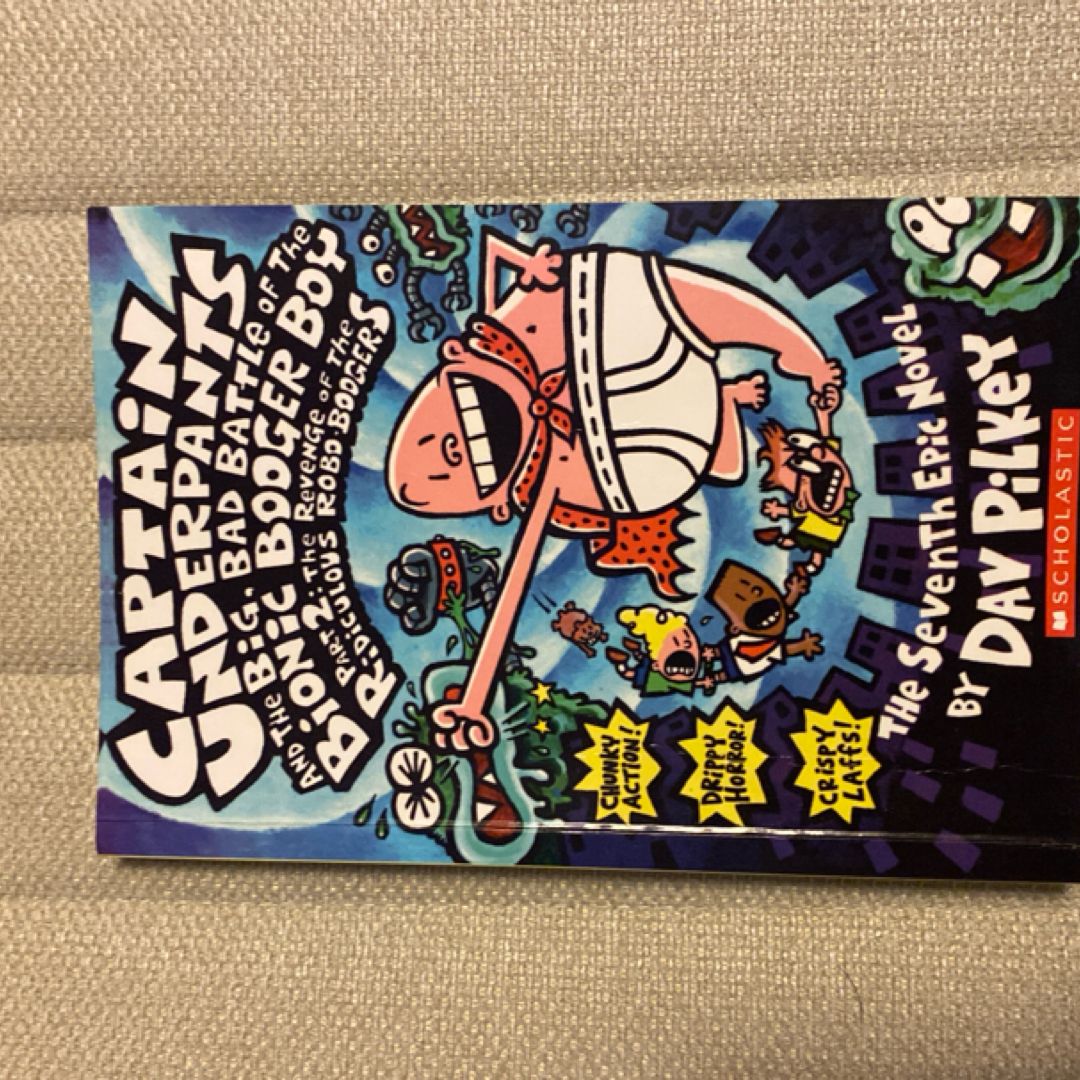 CAPTAIN
UNDERPANTS
AND THE BIG, BAD BATTLE OF THE
BIONIC BOOGER BOY
PART 2: THE REVENGE OF THE
RIDICULOUS ROBO-BOOGERS
CHUNKY
ACTION!
DRIPPY
HORROR!
CRISPY
LAFFS!
THE SEVENTH EPIC NOVEL
BY DAV PILKEY
SCHOLASTIC